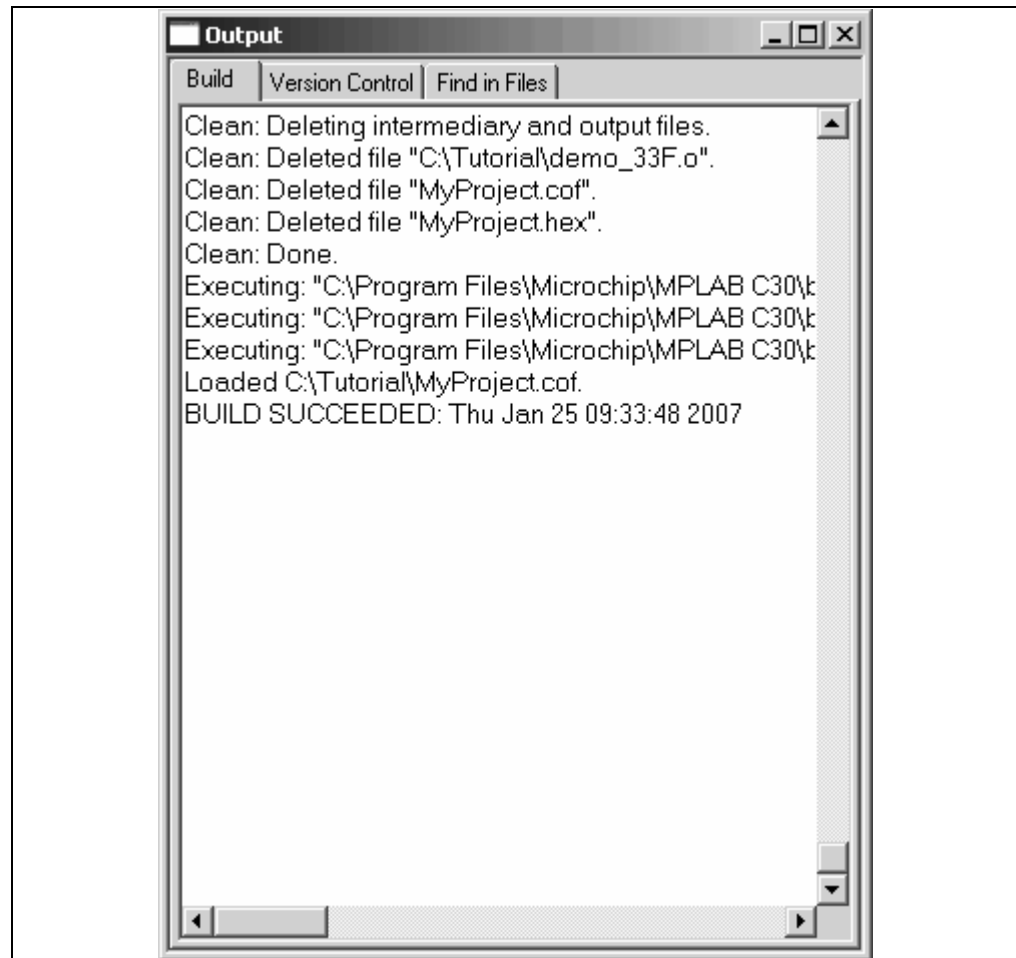 Output
Build Version Control Find in Files
Clean: Deleting intermediary and output files.
Clean: Deleted file "C:\Tutorial\demo_33F.o".
Clean: Deleted file "MyProject.cof".
Clean: Deleted file "MyProject.hex".
Clean: Done.
Executing: "C:\Program Files\Microchip\MPLAB C30\b
Executing: "C:\Program Files\Microchip\MPLAB C30\b
Executing: "C:\Program Files\Microchip\MPLAB C30\b
Loaded C:\Tutorial\MyProject.cof.
BUILD SUCCEEDED: Thu Jan 25 09:33:48 2007